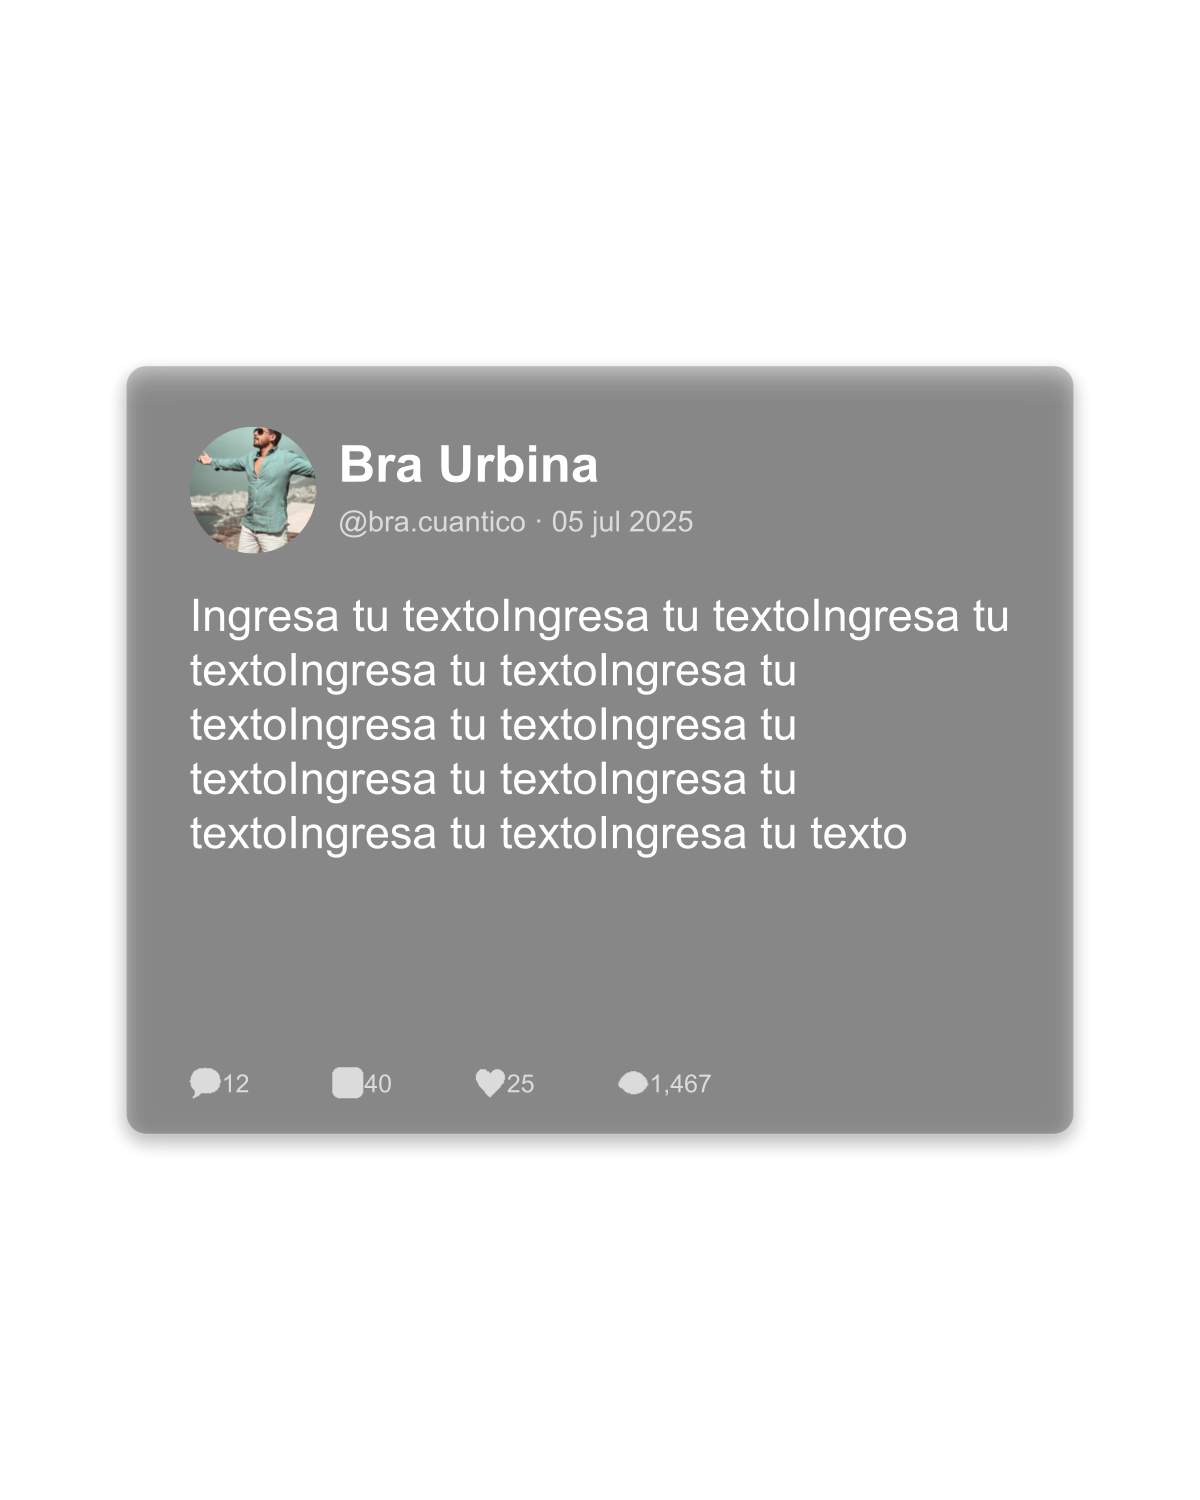 Bra Urbina
@bra.cuantico · 05 jul 2025
Ingresa tu textoIngresa tu textoIngresa tu
textoIngresa tu textoIngresa tu
textoIngresa tu textoIngresa tu
textoIngresa tu textoIngresa tu
textoIngresa tu textoIngresa tu texto
12 40 25 1,467